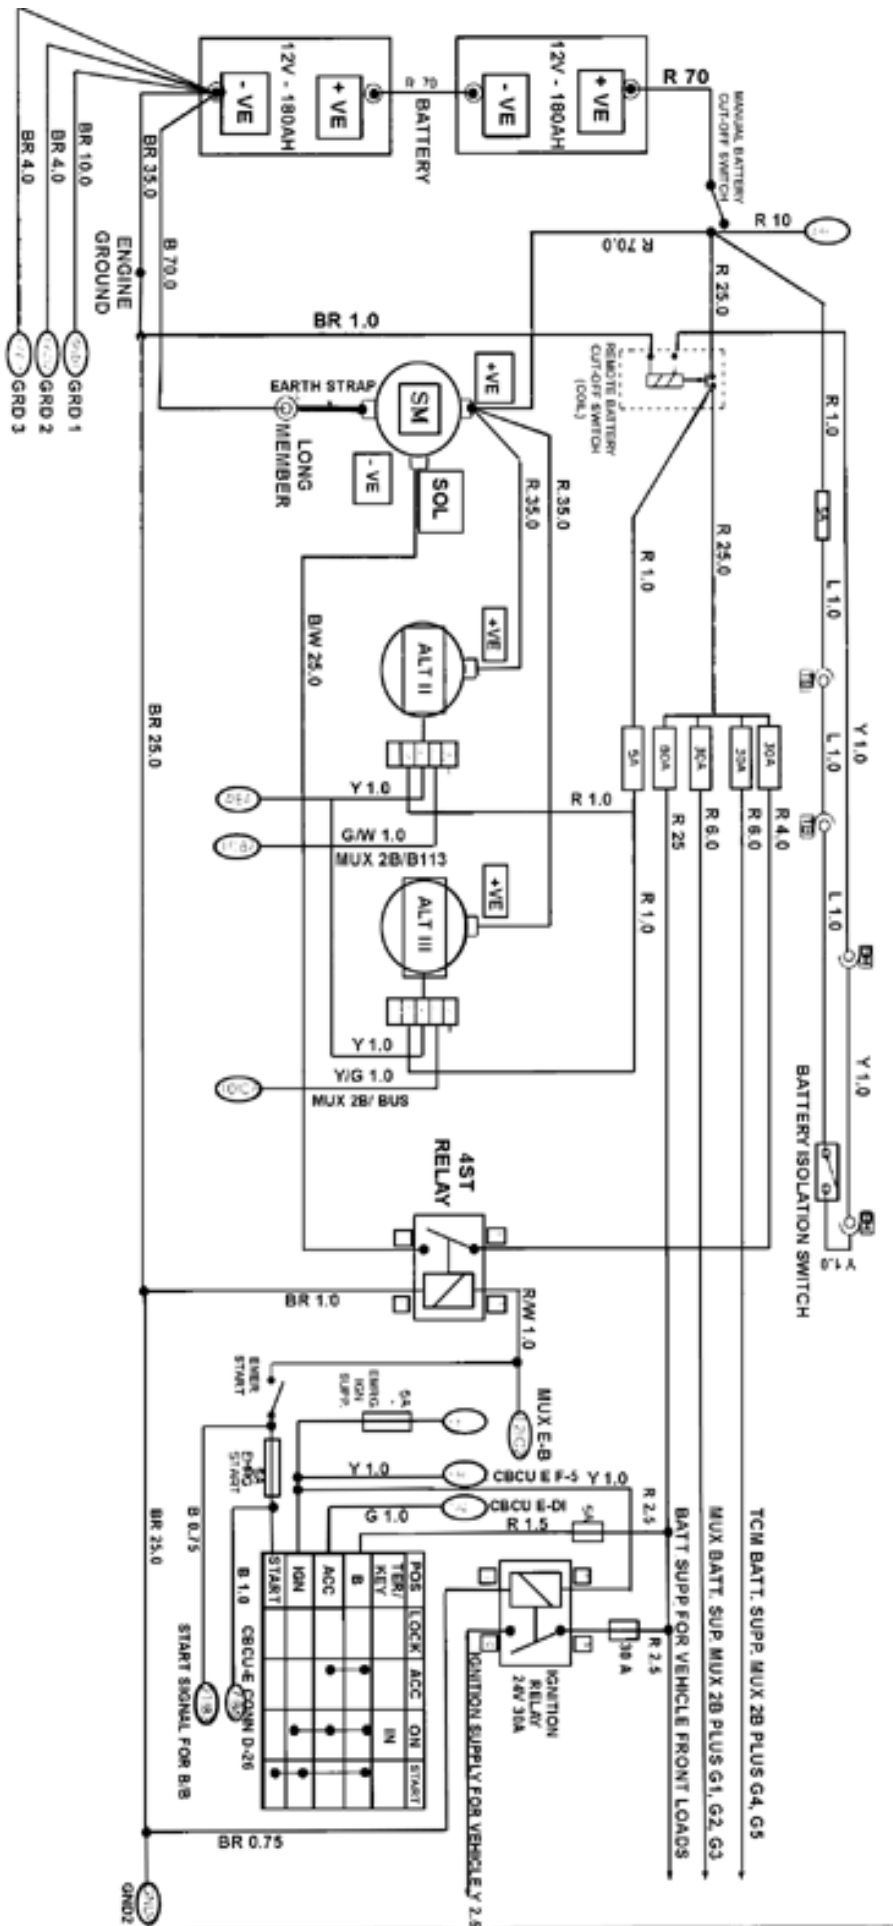 12V - 180AH
- VE
+ VE
R 70
BATTERY
12V - 180AH
- VE
+ VE
R 70
MANUAL BATTERY
CUT-OFF SWITCH
R 10
BR 4.0
BR 4.0
BR 10.0
BR 35.0
B 70.0
ENGINE
GROUND
R 70.0
R 25.0
GRD 1
GRD 2
GRD 3
BR 1.0
REMOTE BATTERY
CUT-OFF SWITCH
(COIL)
R 1.0
5A
EARTH STRAP
SM
+VE
- VE
SOL
LONG
MEMBER
R.35.0
R.35.0
R 1.0
R 25.0
L 1.0
B/W 25.0
BR 25.0
ALT II
+VE
5A
30A
30A
30A
L 1.0
Y 1.0
Y 1.0
R 1.0
G/W 1.0
MUX 2B/B113
R 25
R 6.0
R 6.0
R 4.0
ALT III
+VE
R 1.0
L 1.0
Y 1.0
Y/G 1.0
MUX 2B/ BUS
Y 1.0
BATTERY ISOLATION SWITCH
Y 1.0
4ST
RELAY
BR 1.0
R/W 1.0
EMER
START
EMRG
IGN
SUPP.
5A
MUX E-B
EMRG
START
Y 1.0
CBCU E F-5
Y 1.0
G 1.0
CBCU E-DI
R 1.5
5A
R 2.5
B 0.75
B 1.0
BR 25.0
POS
TER/
KEY
LOCK
ACC
ON
START
IN
B
ACC
IGN
START
CBCU-E CONN D-26
START SIGNAL FOR B/B
30 A
R 2.5
IGNITION
RELAY
24V 30A
IGNITION SUPPLY FOR VEHICLE Y 2.5
BATT SUPP FOR VEHICLE FRONT LOADS
MUX BATT. SUP. MUX 2B PLUS G1, G2, G3
TCM BATT. SUPP. MUX 2B PLUS G4, G5
BR 0.75
GND2